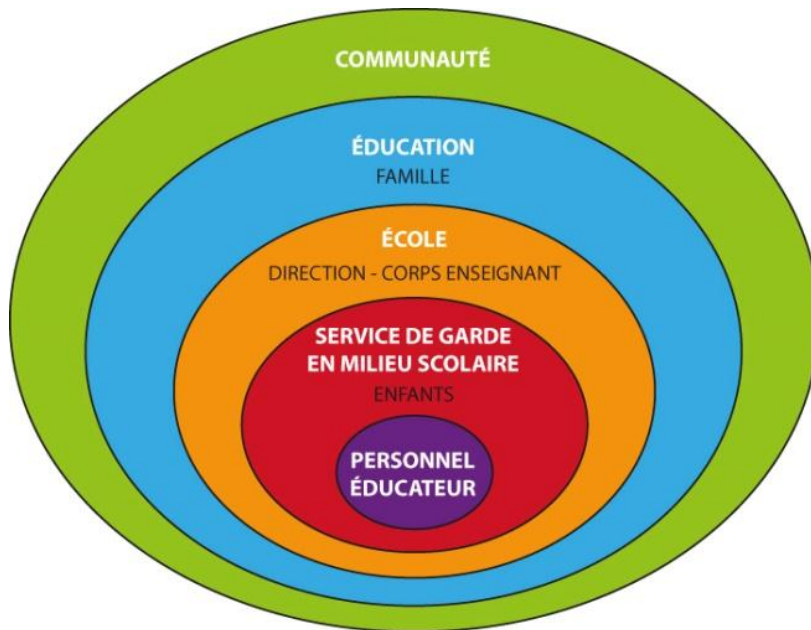 COMMUNAUTÉ
ÉDUCATION
FAMILLE
ÉCOLE
DIRECTION - CORPS ENSEIGNANT
SERVICE DE GARDE
EN MILIEU SCOLAIRE
ENFANTS
PERSONNEL
ÉDUCATEUR